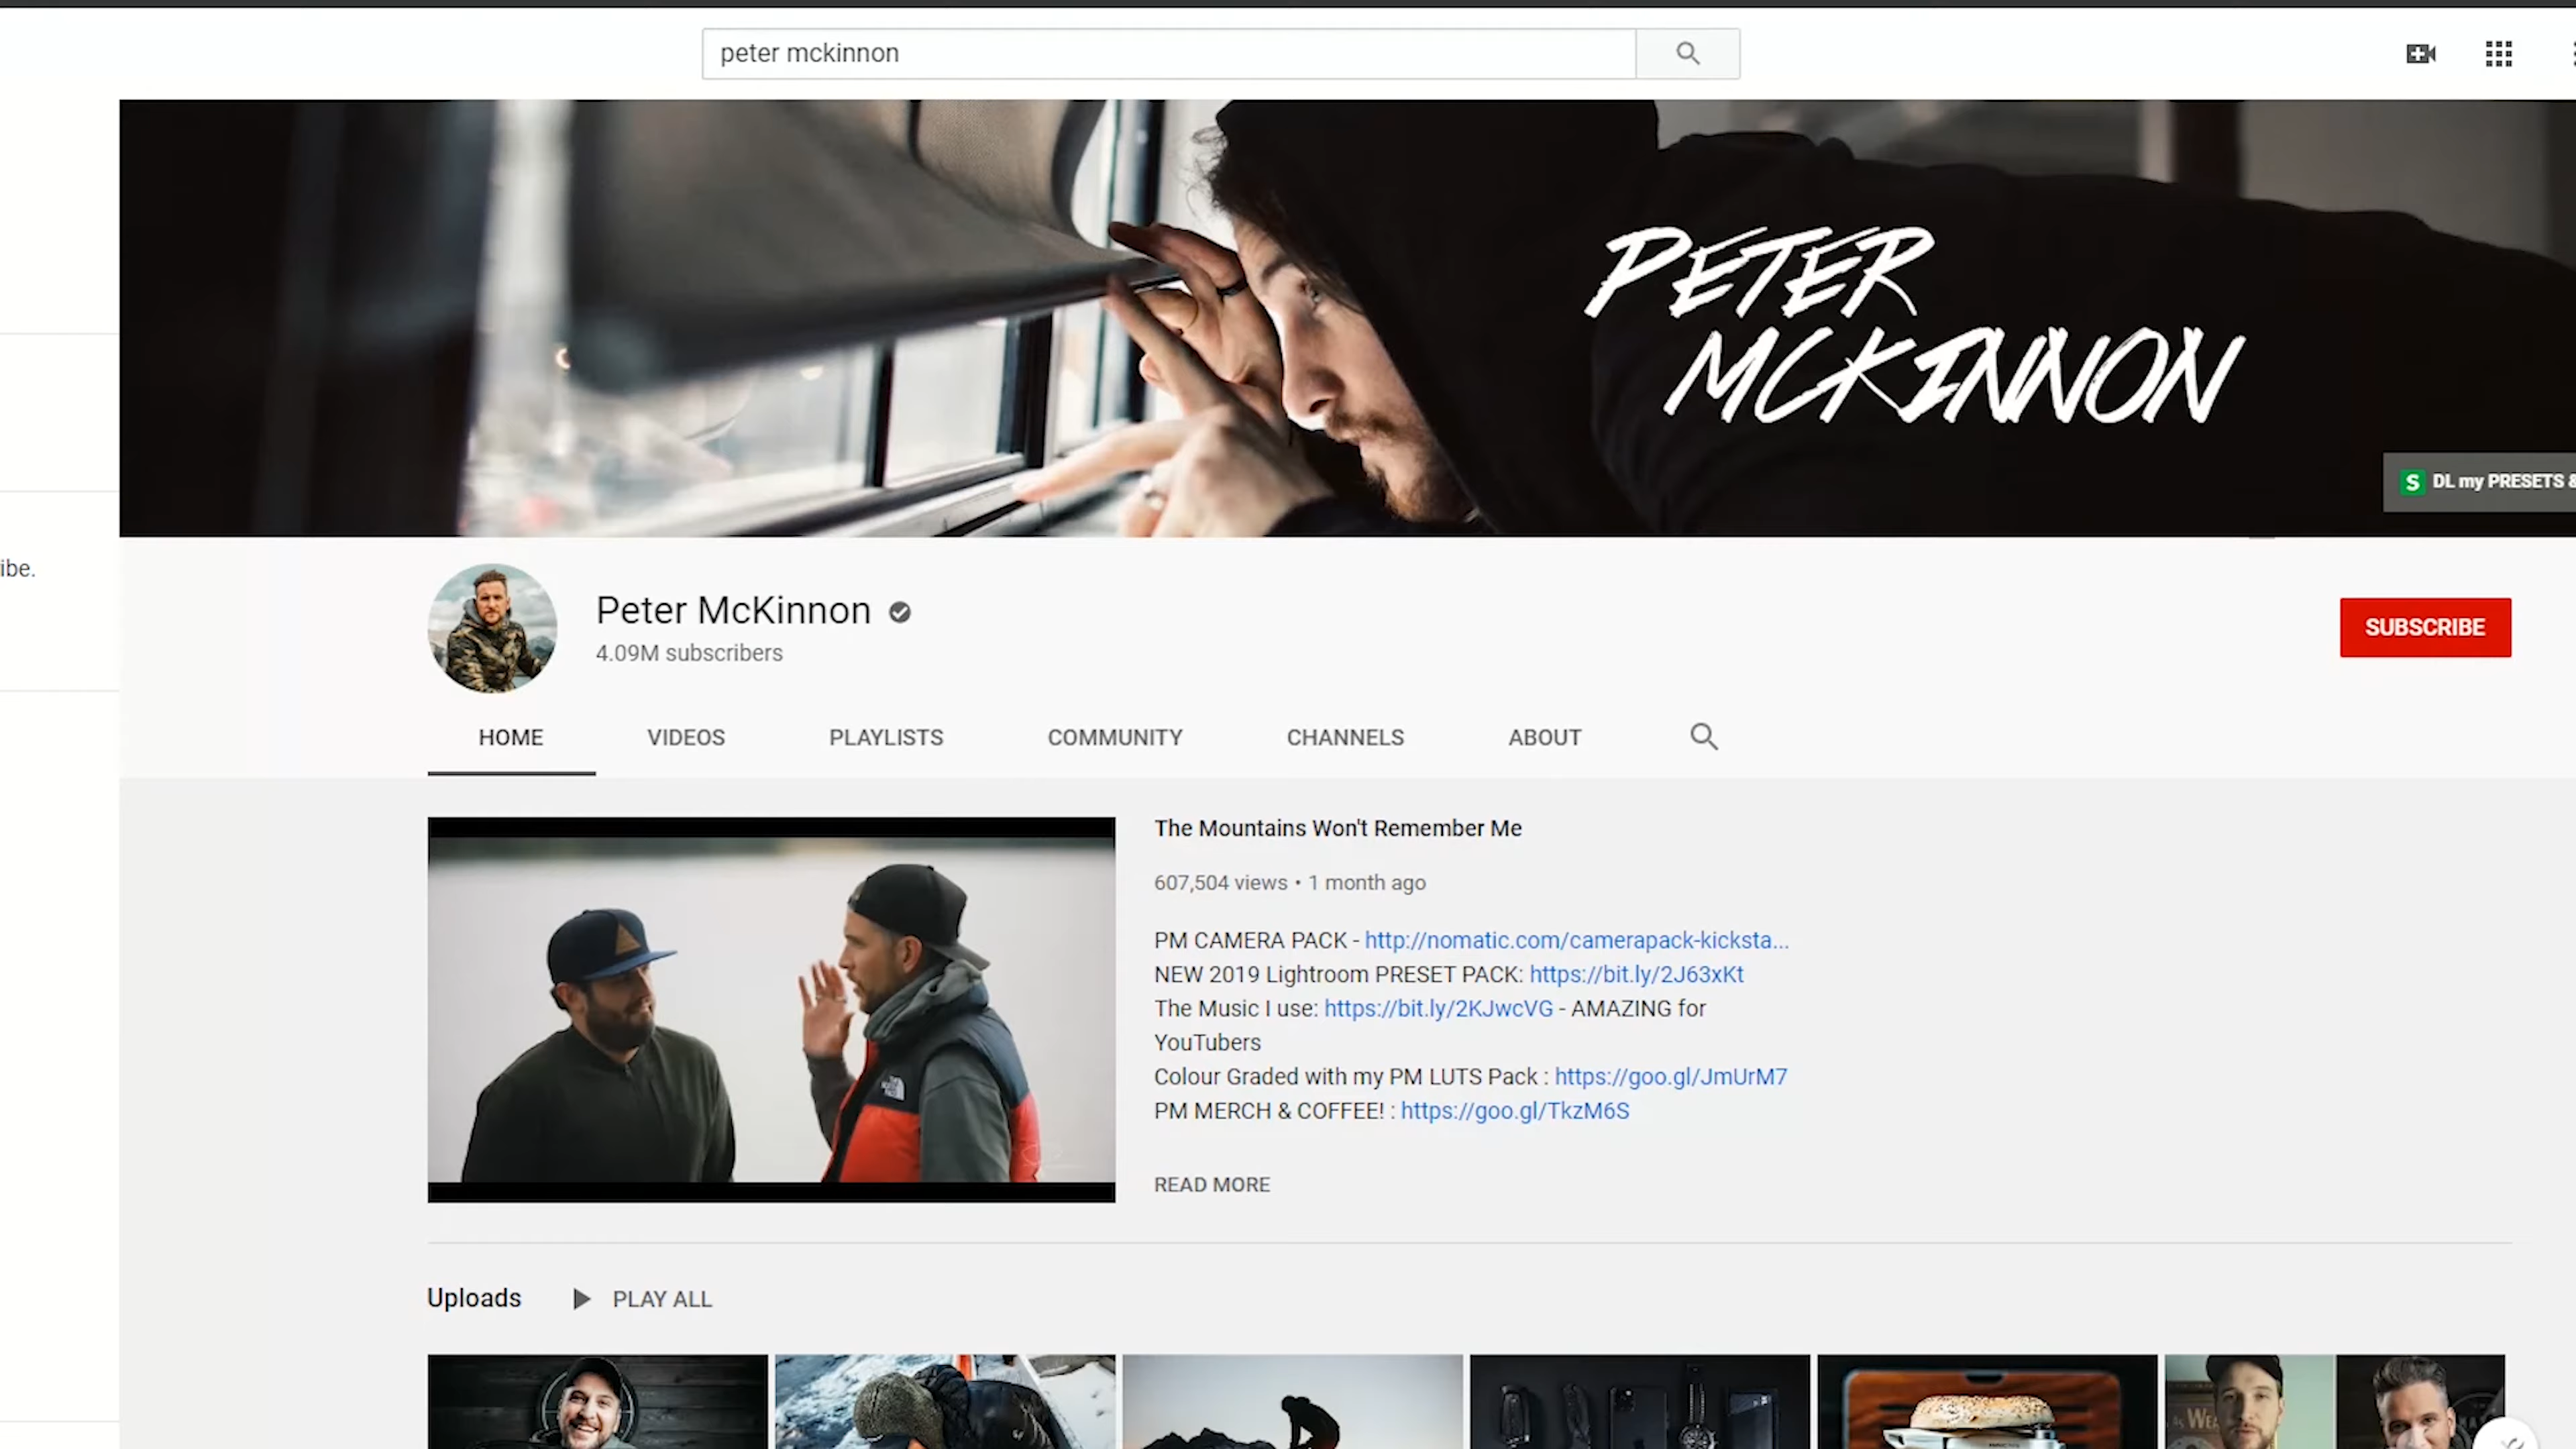 peter mckinnon
PETER
MCKINNON
S DL my PRESETS &
ibe.
Peter McKinnon
4.09M subscribers
SUBSCRIBE
HOME VIDEOS PLAYLISTS COMMUNITY CHANNELS ABOUT
The Mountains Won't Remember Me
607,504 views • 1 month ago
PM CAMERA PACK - http://nomatic.com/camerapack-kicksta...
NEW 2019 Lightroom PRESET PACK: https://bit.ly/2J63xKt
The Music I use: https://bit.ly/2KJwcVG - AMAZING for
YouTubers
Colour Graded with my PM LUTS Pack : https://goo.gl/JmUrM7
PM MERCH & COFFEE! : https://goo.gl/TkzM6S
READ MORE
Uploads PLAY ALL